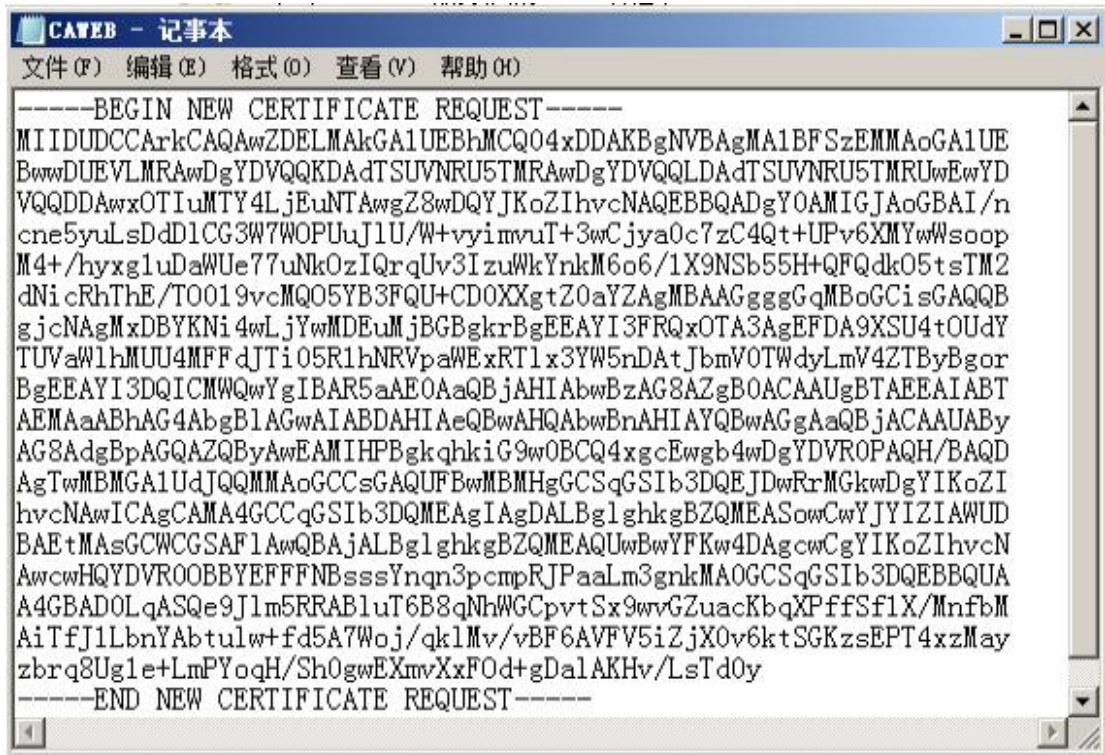 CAWEB - 记事本
文件(F) 编辑(E) 格式(O) 查看(V) 帮助(H)
-----BEGIN NEW CERTIFICATE REQUEST-----
MIIDUDCCArkCAQAwZDELMAkGA1UEBhMCQ04xDDAKBgNVBAgMA1BFSzEMMAoGA1UE
BwwDUEVLMRAwDgYDVQQKDAdTSUVNRU5TMRAwDgYDVQQLDAdTSUVNRU5TMRUwEwYD
VQQDDAwxOTIuMTY4LjEuNTAwgZ8wDQYJKoZIhvcNAQEBBQADgY0AMIGJAoGBAI/n
cne5yuLsDdDlCG3W7WOPUuJlU/W+vyimvuT+3wCjya0c7zC4Qt+UPv6XMYwWsoop
M4+/hyxg1uDaWUe77uNkOzIQrqUv3IzuWkYnkM6o6/1X9NSb55H+QFQdkO5tsTM2
dNicRhThE/TO019vcMQO5YB3FQU+CD0XXgtZ0aYZAgMBAAGgggGqMBoGCisGAQQB
gjcNAgMxDBYKNi4wLjYwMDEuMjBGBgkrBgEEAYI3FRQxOTA3AgEFDA9XSU4tOUdY
TUVaWlhMUU4MFFdJTi05R1hNRVpaWExRTlx3YW5nDAtJbmV0TWdyLmV4ZTByBgor
BgEEAYI3DQICMWQwYgIBAR5aAE0AaQBjAHIAbwBzAG8AZgB0ACAAUgBTAEEAIABT
AEMAaABhAG4AbgBlAGwAIABDAHIAeQBwAHQAbwBnAHIAYQBwAGgAaQBjACAAUABy
AG8AdgBpAGQAZQByAwEAMIHPBgkqhkiG9w0BCQ4xgcEwgb4wDgYDVR0PAQH/BAQD
AgTwMBMGA1UdJQQMMAoGCCsGAQUFBwMBMHgGCSqGSIb3DQEJDwRrMGkwDgYIKoZI
hvcNAwICAgCAMA4GCCqGSIb3DQMEAgIAgDALBglghkgBZQMEASowCwYJYIZIAWUD
BAEtMAsGCWCGSAFlAwQBAjALBglghkgBZQMEAQUwBwYFKw4DAgcwCgYIKoZIhvcN
AwcwHQYDVR0OBBYEFFFNBsssYnqn3pcmpRJPaaLm3gnkMA0GCSqGSIb3DQEBBQUA
A4GBAD0LqASQe9Jlm5RRABluT6B8qNhWGCpvtSx9wvGZuacKbqXPffSf1X/MnfbM
AiTfJ1LbnYAbtulw+fd5A7Woj/qklMv/vBF6AVFV5iZjX0v6ktSGKzsEPT4xzMay
zbrq8Ug1e+LmPYoqH/Sh0gwEXmvXxFOd+gDalAKHv/LsTd0y
-----END NEW CERTIFICATE REQUEST-----